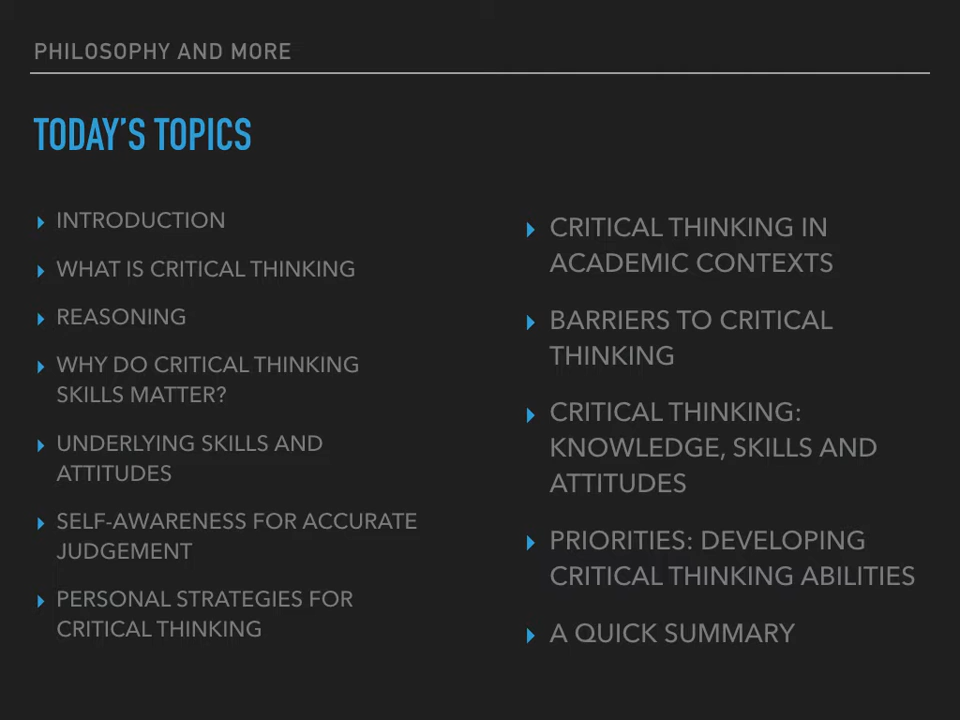 PHILOSOPHY AND MORE
TODAY'S TOPICS
INTRODUCTION
WHAT IS CRITICAL THINKING
REASONING
WHY DO CRITICAL THINKING
SKILLS MATTER?
UNDERLYING SKILLS AND
ATTITUDES
SELF-AWARENESS FOR ACCURATE
JUDGEMENT
PERSONAL STRATEGIES FOR
CRITICAL THINKING
CRITICAL THINKING IN
ACADEMIC CONTEXTS
BARRIERS TO CRITICAL
THINKING
CRITICAL THINKING:
KNOWLEDGE, SKILLS AND
ATTITUDES
PRIORITIES: DEVELOPING
CRITICAL THINKING ABILITIES
A QUICK SUMMARY